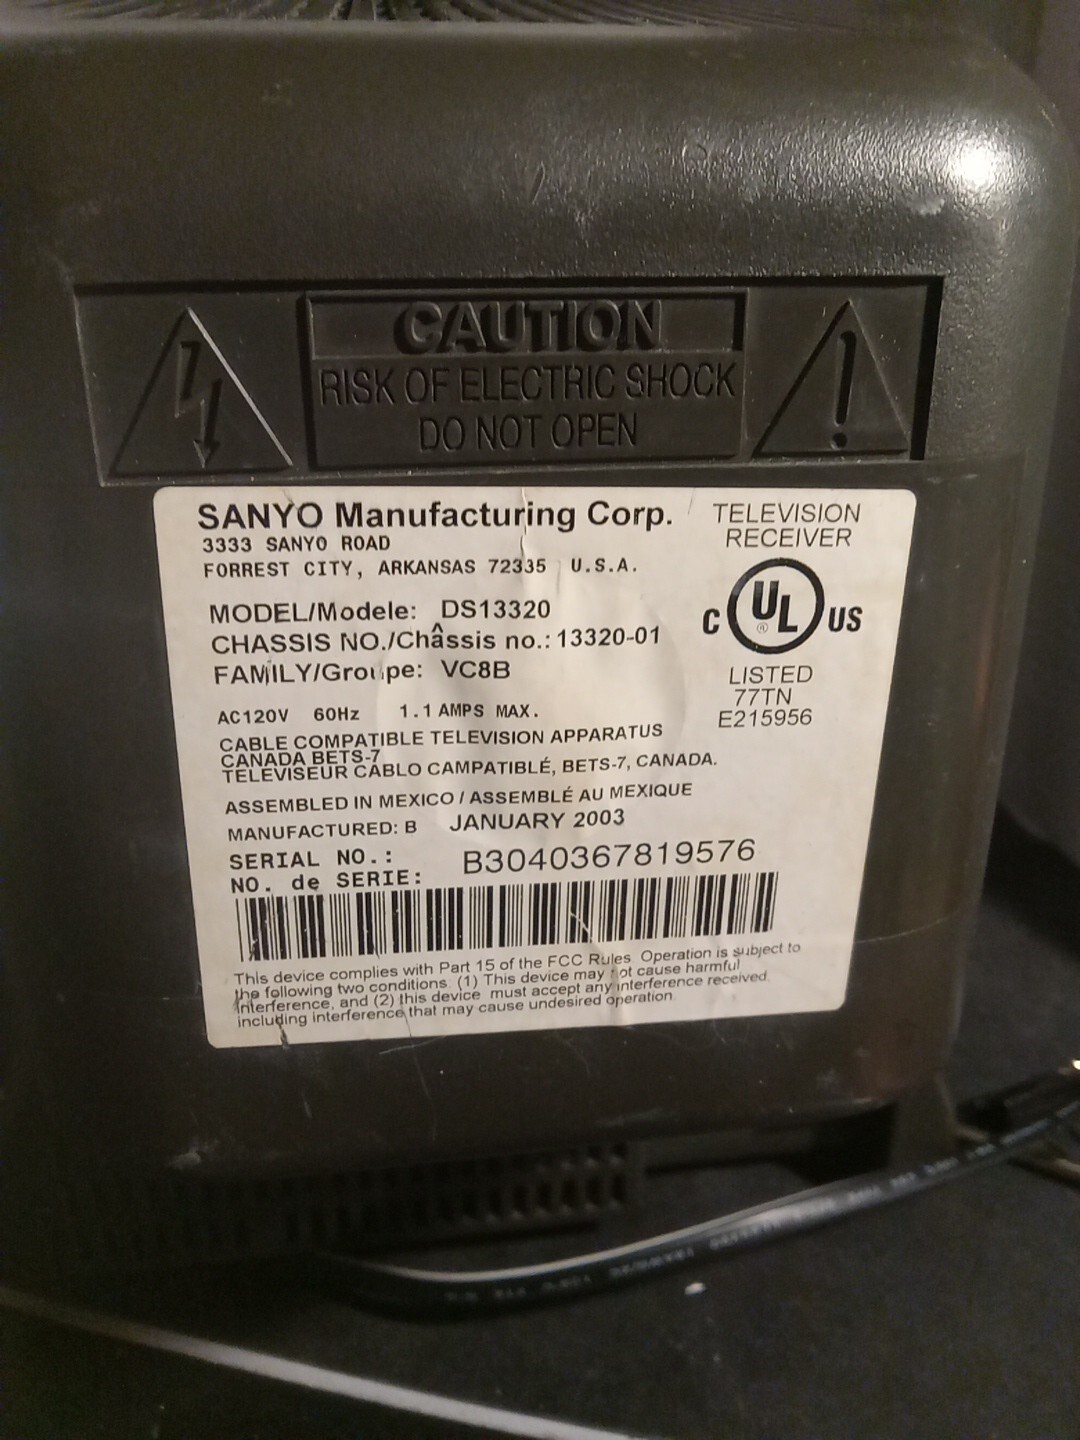 CAUTION
RISK OF ELECTRIC SHOCK
DO NOT OPEN
SANYO Manufacturing Corp.
3333 SANYO ROAD
FORREST CITY, ARKANSAS 72335 U.S.A.
TELEVISION
RECEIVER
MODEL/Modele: DS13320
CHASSIS NO./Châssis no.: 13320-01
FAMILY/Groupe: VC8B
C UL ® US
LISTED
77TN
E215956
AC120V 60Hz 1.1 AMPS MAX.
CABLE COMPATIBLE TELEVISION APPARATUS
CANADA BETS-7
TELEVISEUR CABLO CAMPATIBLÉ, BETS-7, CANADA.
ASSEMBLED IN MEXICO / ASSEMBLÉ AU MEXIQUE
MANUFACTURED: B JANUARY 2003
SERIAL NO.: B3040367819576
NO. de SERIE:
This device complies with Part 15 of the FCC Rules. Operation is subject to
the following two conditions. (1) This device may not cause harmful
interference, and (2) this device must accept any interference received,
including interference that may cause undesired operation.